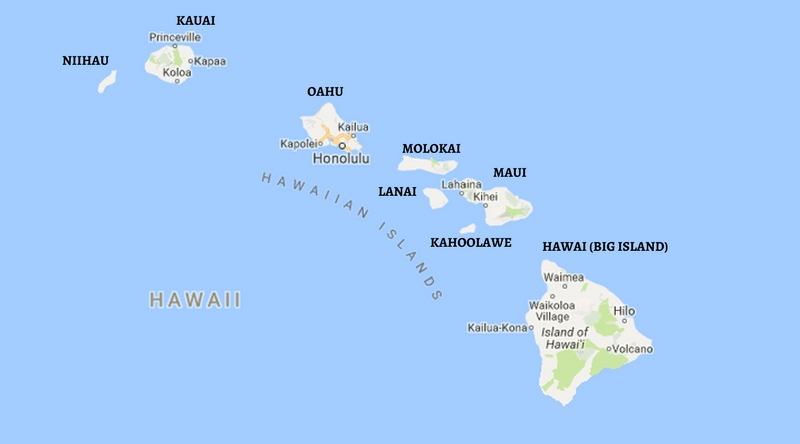 KAUAI
Princeville
NIIHAU
Kapaa
Koloa
OAHU
Kailua
Kapolei
Honolulu
MOLOKAI
MAUI
LANAI
Lahaina
Kihei
HAWAIIAN ISLANDS
KAHOOLAWE
HAWAI (BIG ISLAND)
Waimea
HAWAII
Waikoloa
Village
Hilo
Kailua-Kona
Island of
Hawai'i
Volcano